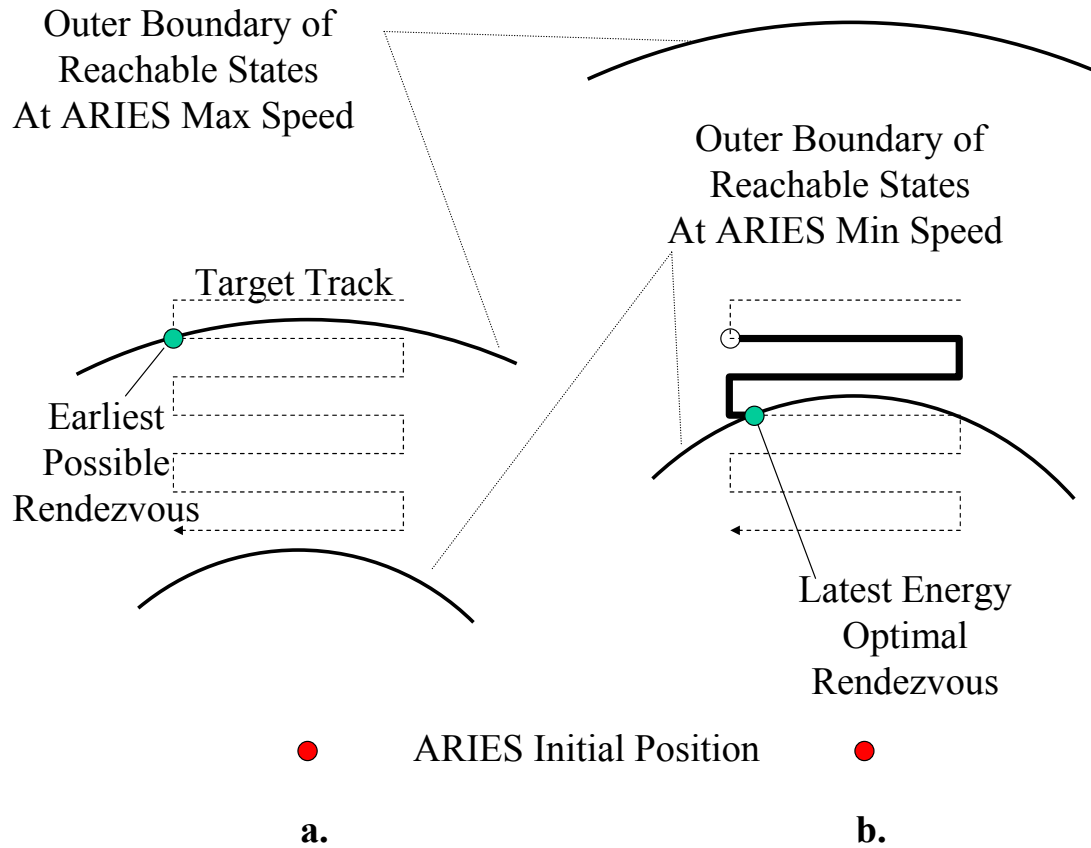 Outer Boundary of
Reachable States
At ARIES Max Speed
Outer Boundary of
Reachable States
At ARIES Min Speed
Target Track
Earliest
Possible
Rendezvous
Latest Energy
Optimal
Rendezvous
ARIES Initial Position
a.
b.